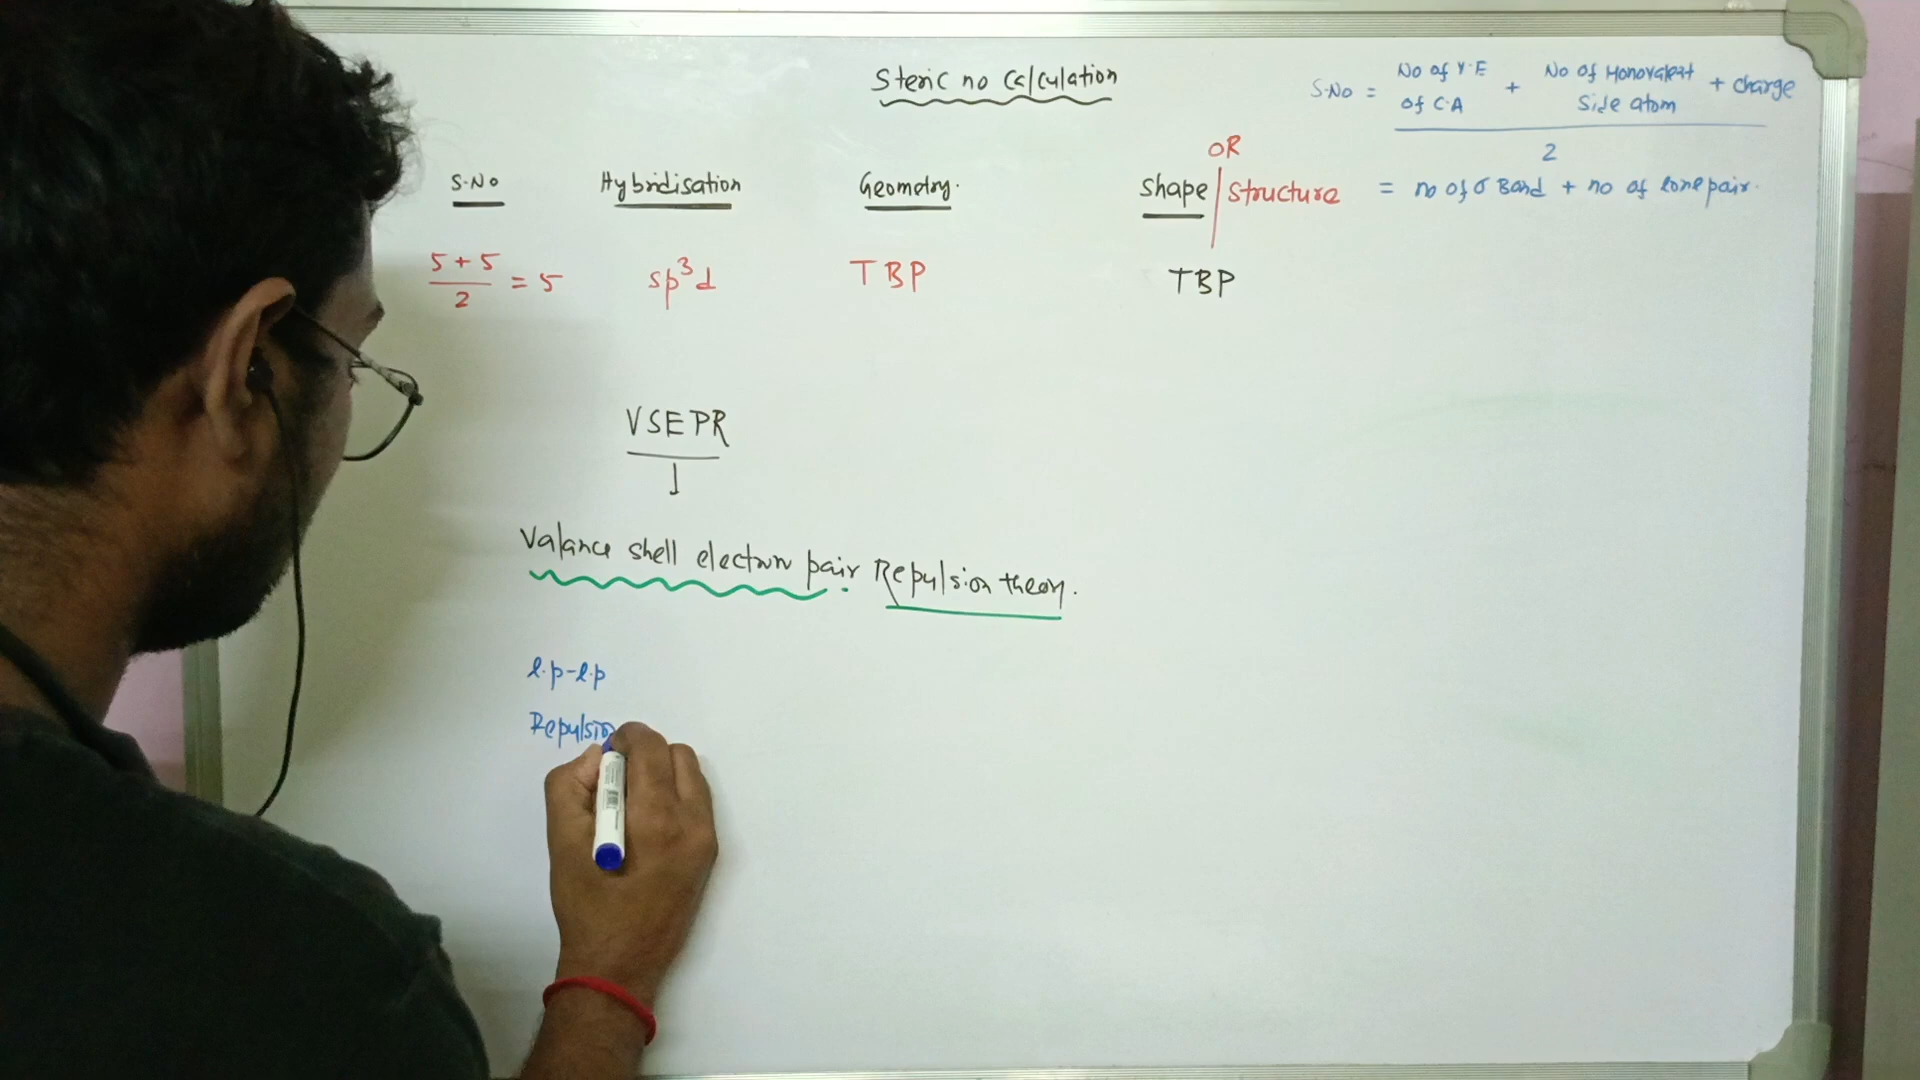 Steric no Calculation
S.No = No of V.E of C.A + No of Monovalent Side atom + charge
2
= no of σ Bond + no of lone pair.
S.No Hybridisation Geometry. Shape OR Structure
5 + 5 / 2 = 5 sp³d TBP TBP
VSEPR
Valance shell electron pair Repulsion theory.
l.p-l.p
Repulsion